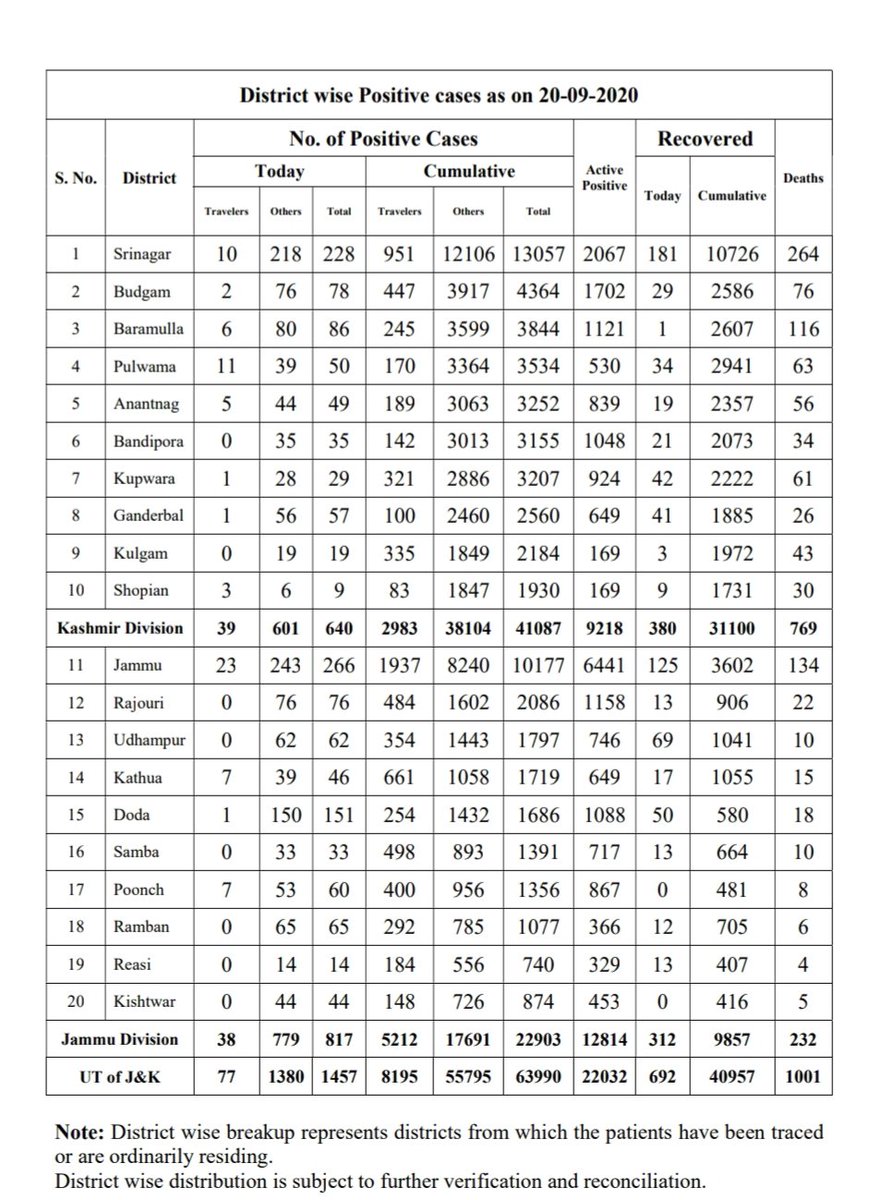 District wise Positive cases as on 20-09-2020
S. No. District No. of Positive Cases Active Positive Recovered Deaths
Today Cumulative Today Cumulative
Travelers Others Total Travelers Others Total
1 Srinagar 10 218 228 951 12106 13057 2067 181 10726 264
2 Budgam 2 76 78 447 3917 4364 1702 29 2586 76
3 Baramulla 6 80 86 245 3599 3844 1121 1 2607 116
4 Pulwama 11 39 50 170 3364 3534 530 34 2941 63
5 Anantnag 5 44 49 189 3063 3252 839 19 2357 56
6 Bandipora 0 35 35 142 3013 3155 1048 21 2073 34
7 Kupwara 1 28 29 321 2886 3207 924 42 2222 61
8 Ganderbal 1 56 57 100 2460 2560 649 41 1885 26
9 Kulgam 0 19 19 335 1849 2184 169 3 1972 43
10 Shopian 3 6 9 83 1847 1930 169 9 1731 30
Kashmir Division 39 601 640 2983 38104 41087 9218 380 31100 769
11 Jammu 23 243 266 1937 8240 10177 6441 125 3602 134
12 Rajouri 0 76 76 484 1602 2086 1158 13 906 22
13 Udhampur 0 62 62 354 1443 1797 746 69 1041 10
14 Kathua 7 39 46 661 1058 1719 649 17 1055 15
15 Doda 1 150 151 254 1432 1686 1088 50 580 18
16 Samba 0 33 33 498 893 1391 717 13 664 10
17 Poonch 7 53 60 400 956 1356 867 0 481 8
18 Ramban 0 65 65 292 785 1077 366 12 705 6
19 Reasi 0 14 14 184 556 740 329 13 407 4
20 Kishtwar 0 44 44 148 726 874 453 0 416 5
Jammu Division 38 779 817 5212 17691 22903 12814 312 9857 232
UT of J&K 77 1380 1457 8195 55795 63990 22032 692 40957 1001
Note: District wise breakup represents districts from which the patients have been traced
or are ordinarily residing.
District wise distribution is subject to further verification and reconciliation.